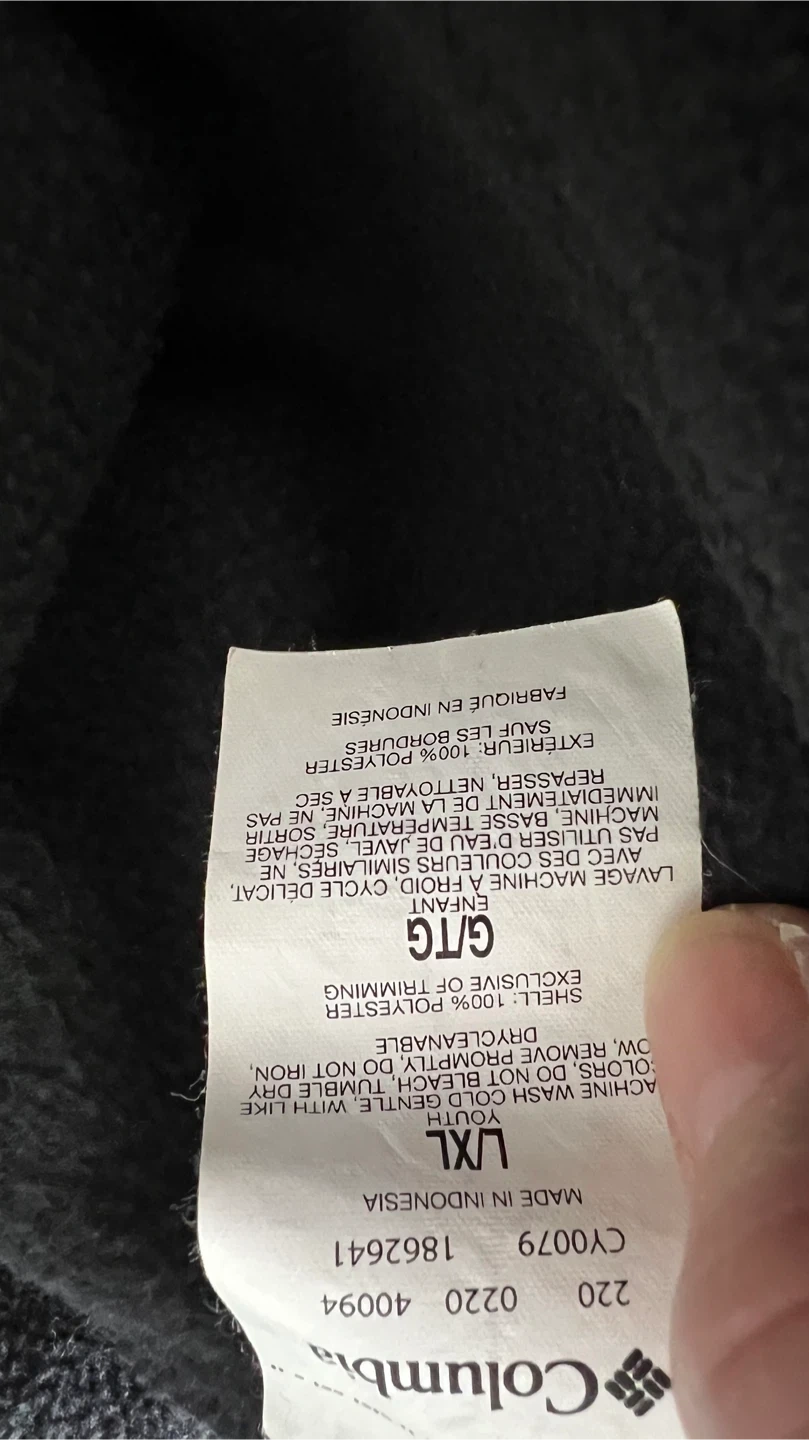 Columbia
220 0220 40094
CY0079 1862641
MADE IN INDONESIA
L/XL
YOUTH
WASH COLD GENTLE, WITH LIKE
COLORS, DO NOT BLEACH, TUMBLE DRY
REMOVE PROMPTLY, DO NOT IRON,
DRYCLEANABLE
SHELL: 100% POLYESTER
EXCLUSIVE OF TRIMMING
G/TG
ENFANT
LAVAGE MACHINE À FROID, CYCLE DÉLICAT,
AVEC DES COULEURS SIMILAIRES, NE
PAS UTILISER D'EAU DE JAVEL, SÉCHAGE
MACHINE, BASSE TEMPÉRATURE, SORTIR
IMMÉDIATEMENT DE LA MACHINE, NE PAS
REPASSER, NETTOYABLE A SEC
EXTÉRIEUR: 100% POLYESTER
SAUF LES BORDURES
FABRIQUÉ EN INDONÉSIE